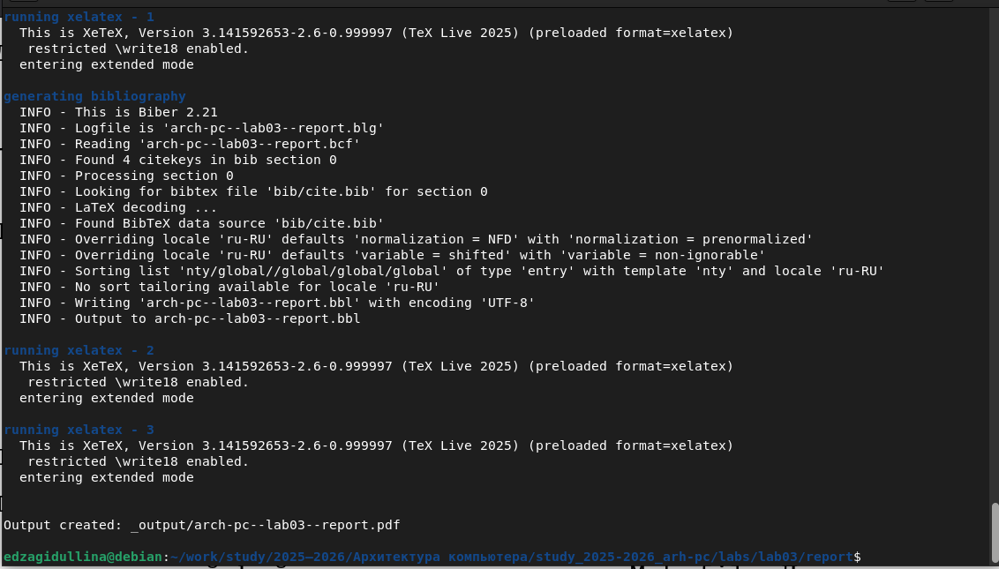 running xelatex - 1
This is XeTeX, Version 3.141592653-2.6-0.999997 (TeX Live 2025) (preloaded format=xelatex)
restricted \write18 enabled.
entering extended mode
generating bibliography
INFO - This is Biber 2.21
INFO - Logfile is 'arch-pc--lab03--report.blg'
INFO - Reading 'arch-pc--lab03--report.bcf'
INFO - Found 4 citekeys in bib section 0
INFO - Processing section 0
INFO - Looking for bibtex file 'bib/cite.bib' for section 0
INFO - LaTeX decoding ...
INFO - Found BibTeX data source 'bib/cite.bib'
INFO - Overriding locale 'ru-RU' defaults 'normalization = NFD' with 'normalization = prenormalized'
INFO - Overriding locale 'ru-RU' defaults 'variable = shifted' with 'variable = non-ignorable'
INFO - Sorting list 'nty/global//global/global/global' of type 'entry' with template 'nty' and locale 'ru-RU'
INFO - No sort tailoring available for locale 'ru-RU'
INFO - Writing 'arch-pc--lab03--report.bbl' with encoding 'UTF-8'
INFO - Output to arch-pc--lab03--report.bbl
running xelatex - 2
This is XeTeX, Version 3.141592653-2.6-0.999997 (TeX Live 2025) (preloaded format=xelatex)
restricted \write18 enabled.
entering extended mode
running xelatex - 3
This is XeTeX, Version 3.141592653-2.6-0.999997 (TeX Live 2025) (preloaded format=xelatex)
restricted \write18 enabled.
entering extended mode
Output created: _output/arch-pc--lab03--report.pdf
edzagidullina@debian:~/work/study/2025–2026/Архитектура компьютера/study_2025-2026_arh-pc/labs/lab03/report$